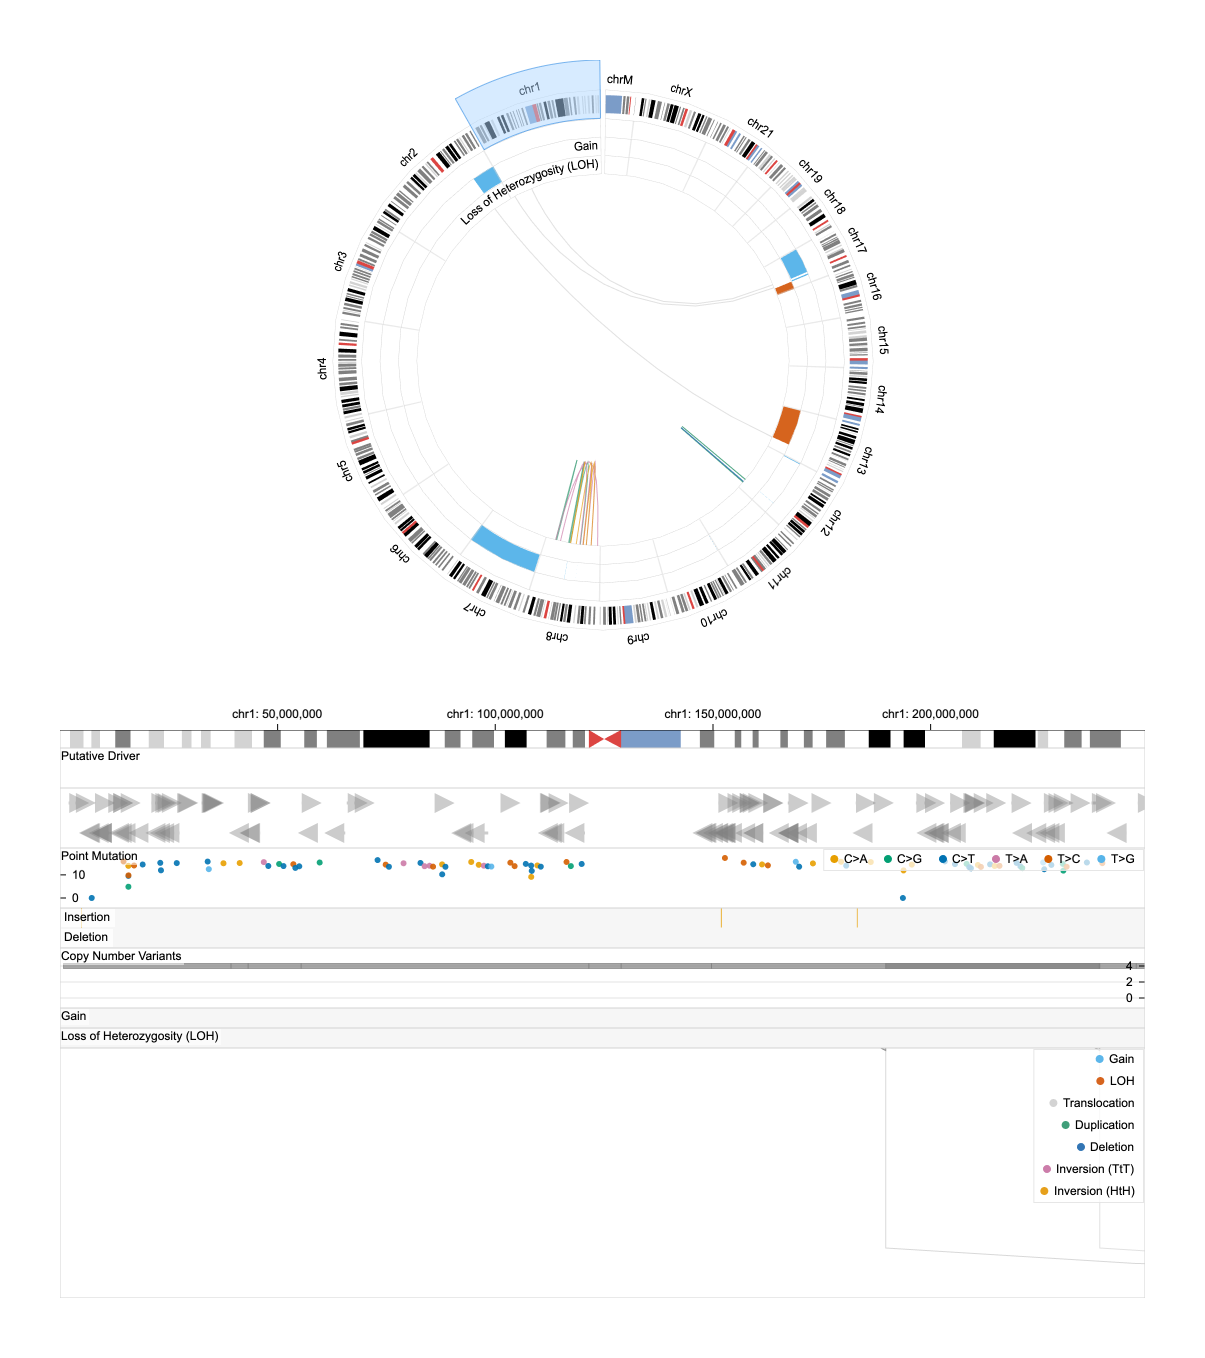 chrM
chrX
chr1
chr21
chr2
chr19
chr18
chr17
chr16
chr15
chr14
chr13
chr12
chr11
chr10
chr9
chr8
chr7
chr6
chr5
chr4
chr3
Gain
Loss of Heterozygosity (LOH)
chr1: 50,000,000 chr1: 100,000,000 chr1: 150,000,000 chr1: 200,000,000
Putative Driver
Point Mutation
C>A C>G C>T T>A T>C T>G
10
0
Insertion
Deletion
Copy Number Variants
4
2
0
Gain
Loss of Heterozygosity (LOH)
Gain
LOH
Translocation
Duplication
Deletion
Inversion (TtT)
Inversion (HtH)